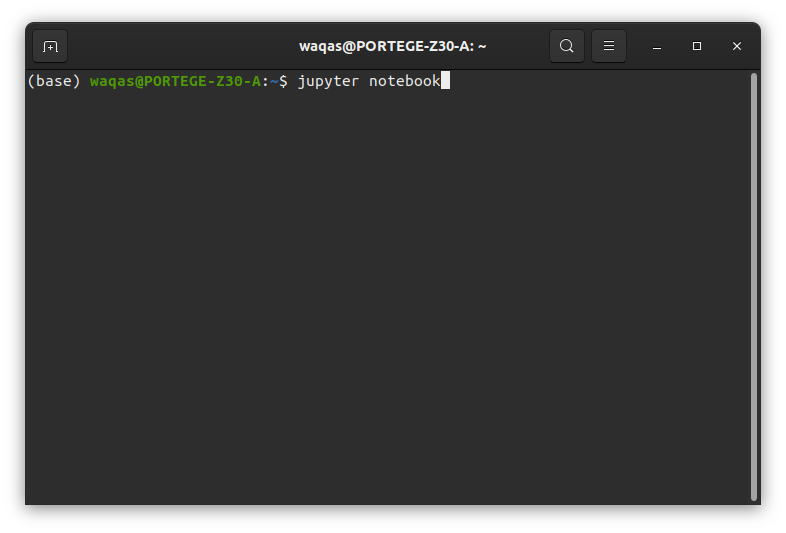 waqas@PORTEGE-Z30-A: ~
(base) waqas@PORTEGE-Z30-A:~$ jupyter notebook